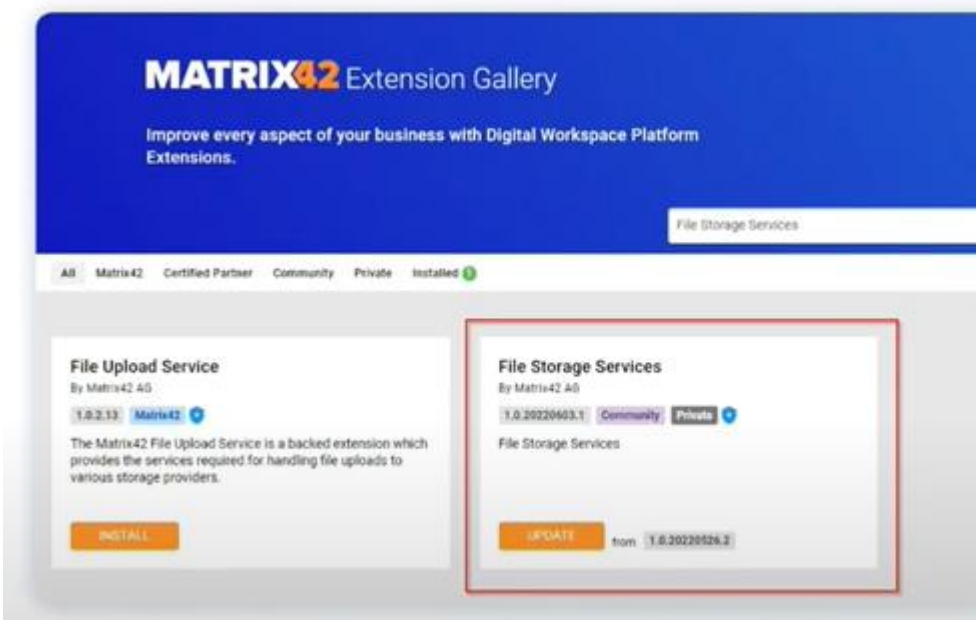 MATRIX42 Extension Gallery
Improve every aspect of your business with Digital Workspace Platform
Extensions.
File Storage Services
All Matrix42 Certified Partner Community Private Installed
File Upload Service
By Matrix42 AG
1.0.2.13 Matrix42
The Matrix42 File Upload Service is a backed extension which
provides the services required for handling file uploads to
various storage providers.
INSTALL
File Storage Services
By Matrix42 AG
1.0.20220603.1 Community Private
File Storage Services
UPDATE from 1.0.20220526.2